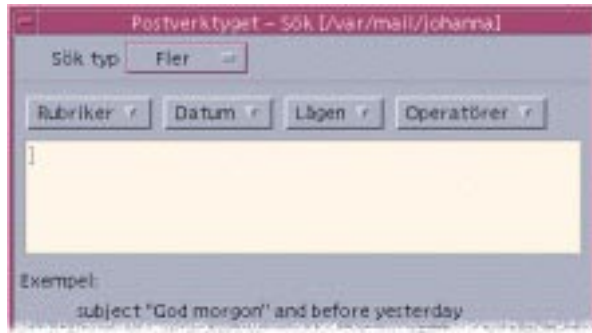 Postverktyget – Sök [/var/mail/johanna]
Sök typ Fler
Rubriker Datum Lägen Operatörer
Exempel:
subject "God morgon" and before yesterday